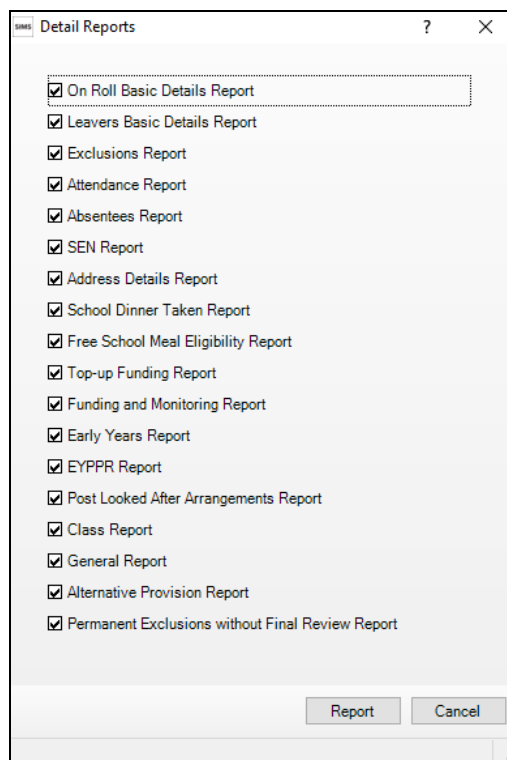 SIMS Detail Reports ? X
On Roll Basic Details Report
Leavers Basic Details Report
Exclusions Report
Attendance Report
Absentees Report
SEN Report
Address Details Report
School Dinner Taken Report
Free School Meal Eligibility Report
Top-up Funding Report
Funding and Monitoring Report
Early Years Report
EYPPR Report
Post Looked After Arrangements Report
Class Report
General Report
Alternative Provision Report
Permanent Exclusions without Final Review Report
Report Cancel